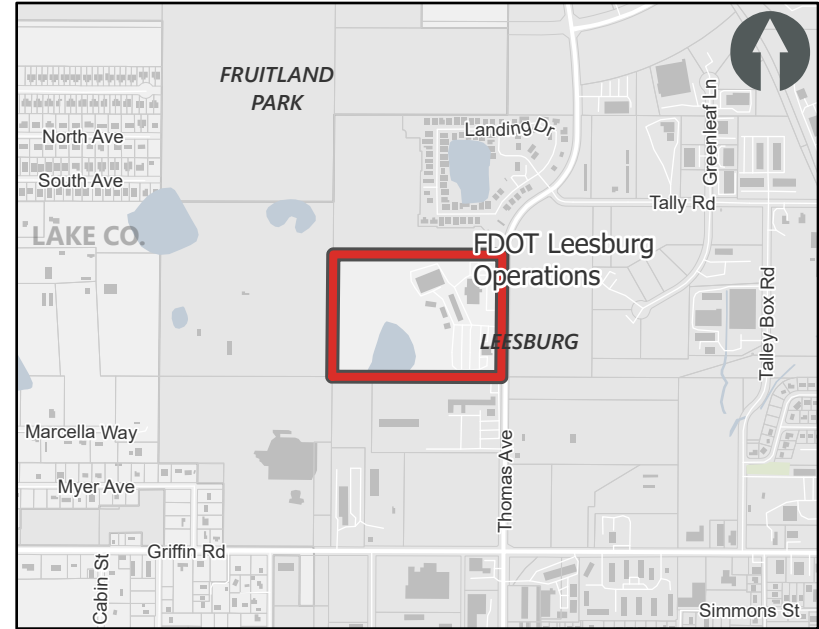 FRUITLAND
PARK
Greenleaf Ln
Landing Dr
North Ave
South Ave
Tally Rd
LAKE CO.
FDOT Leesburg
Operations
Talley Box Rd
LEESBURG
Marcella Way
Thomas Ave
Myer Ave
Griffin Rd
Cabin St
Simmons St